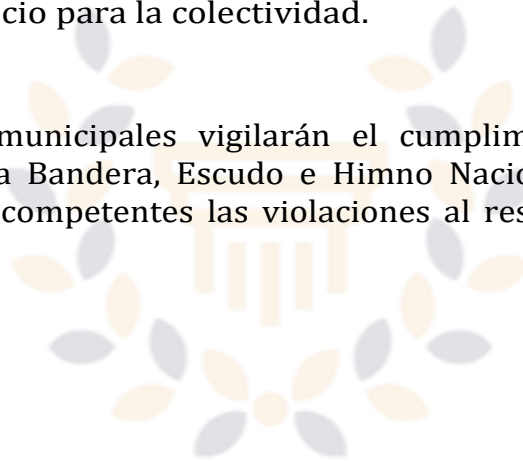 cio para la colectividad.
municipales vigilarán el cumplim
a Bandera, Escudo e Himno Nacio
competentes las violaciones al res